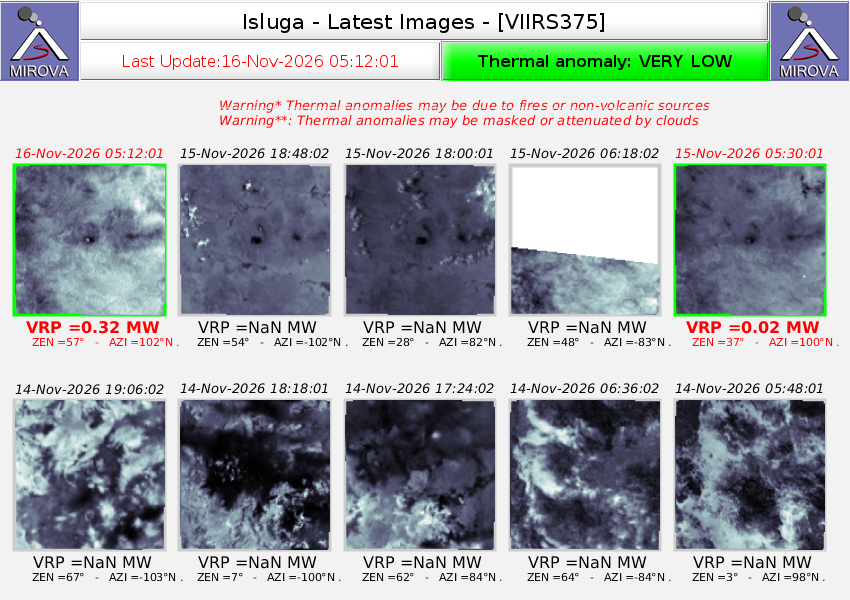 Isluga - Latest Images - [VIIRS375]
MIROVA
Last Update:16-Nov-2026 05:12:01
Thermal anomaly: VERY LOW
MIROVA
Warning* Thermal anomalies may be due to fires or non-volcanic sources
Warning**: Thermal anomalies may be masked or attenuated by clouds
16-Nov-2026 05:12:01 15-Nov-2026 18:48:02 15-Nov-2026 18:00:01 15-Nov-2026 06:18:02 15-Nov-2026 05:30:01
VRP =0.32 MW VRP =NaN MW VRP =NaN MW VRP =NaN MW VRP =0.02 MW
ZEN =57° - AZI =102°N . ZEN =54° - AZI =-102°N . ZEN =28° - AZI =82°N . ZEN =48° - AZI =-83°N . ZEN =37° - AZI =100°N .
14-Nov-2026 19:06:02 14-Nov-2026 18:18:01 14-Nov-2026 17:24:02 14-Nov-2026 06:36:02 14-Nov-2026 05:48:01
VRP =NaN MW VRP =NaN MW VRP =NaN MW VRP =NaN MW VRP =NaN MW
ZEN =67° - AZI =-103°N . ZEN =7° - AZI =-100°N . ZEN =62° - AZI =84°N . ZEN =64° - AZI =-84°N . ZEN =3° - AZI =98°N .